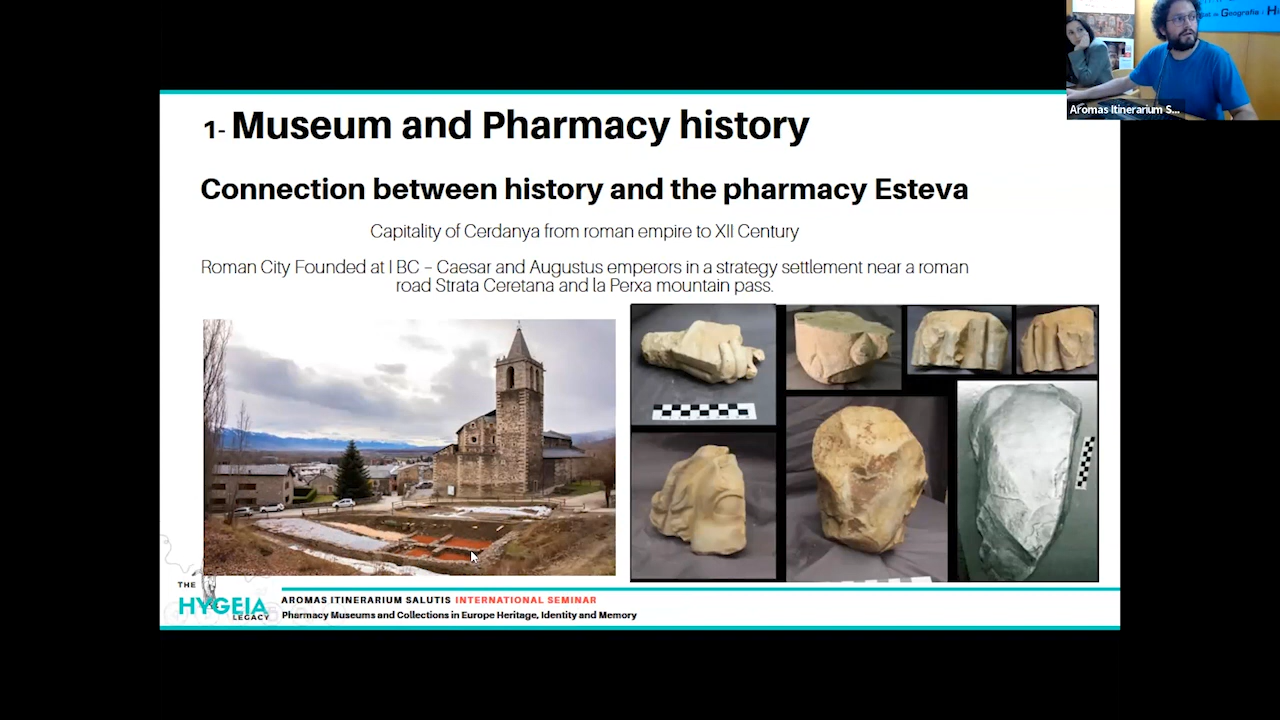 Geografia i H
Aromas Itinerarium S...
1- Museum and Pharmacy history
Connection between history and the pharmacy Esteva
Capitality of Cerdanya from roman empire to XII Century
Roman City Founded at I BC – Caesar and Augustus emperors in a strategy settlement near a roman
road Strata Ceretana and la Perxa mountain pass.
THE
HYGEIA
LEGACY
AROMAS ITINERARIUM SALUTIS INTERNATIONAL SEMINAR
Pharmacy Museums and Collections in Europe Heritage, Identity and Memory